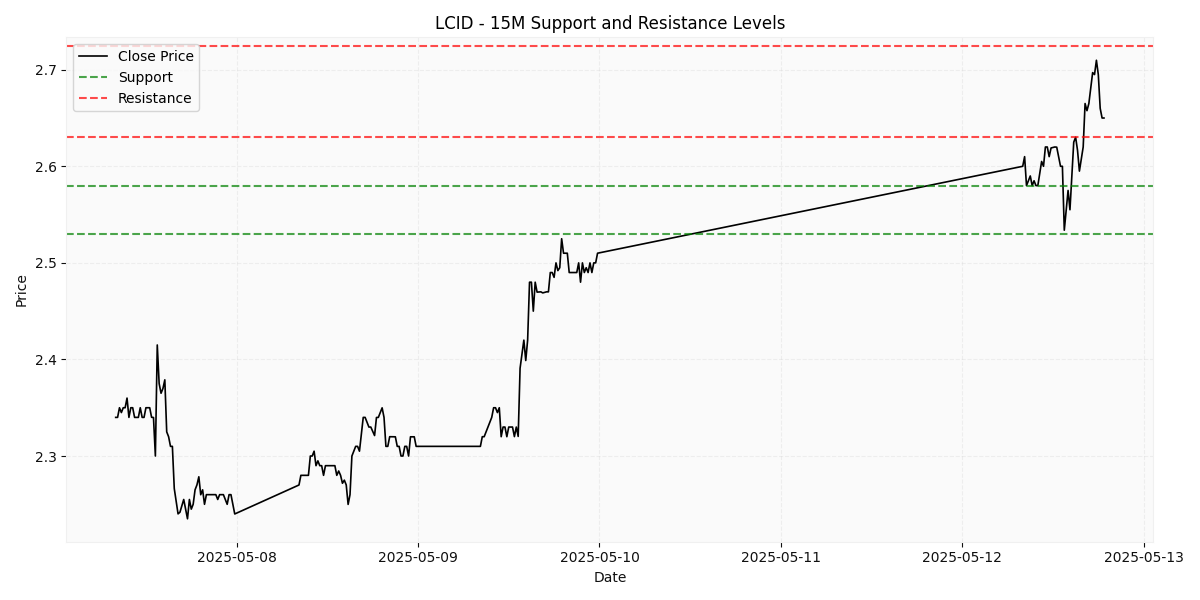 LCID - 15M Support and Resistance Levels
Close Price
Support
Resistance
Price
2.7
2.6
2.5
2.4
2.3
2025-05-08
2025-05-09
2025-05-10
2025-05-11
2025-05-12
2025-05-13
Date